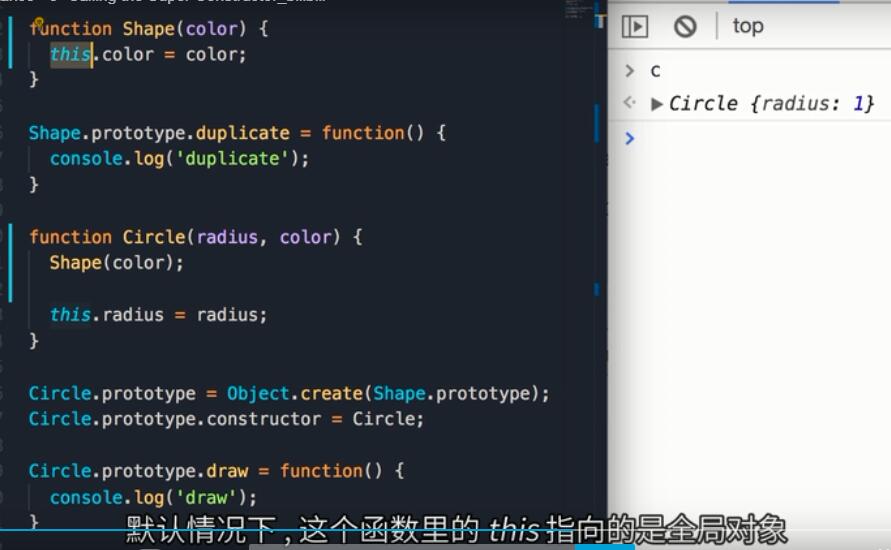 function Shape(color) {
this.color = color;
}
Shape.prototype.duplicate = function() {
console.log('duplicate');
}
function Circle(radius, color) {
Shape(color);
this.radius = radius;
}
Circle.prototype = Object.create(Shape.prototype);
Circle.prototype.constructor = Circle;
Circle.prototype.draw = function() {
console.log('draw');
}
top
> c
Circle {radius: 1}
>
默认情况下,这个函数里的 this 指向的是全局对象